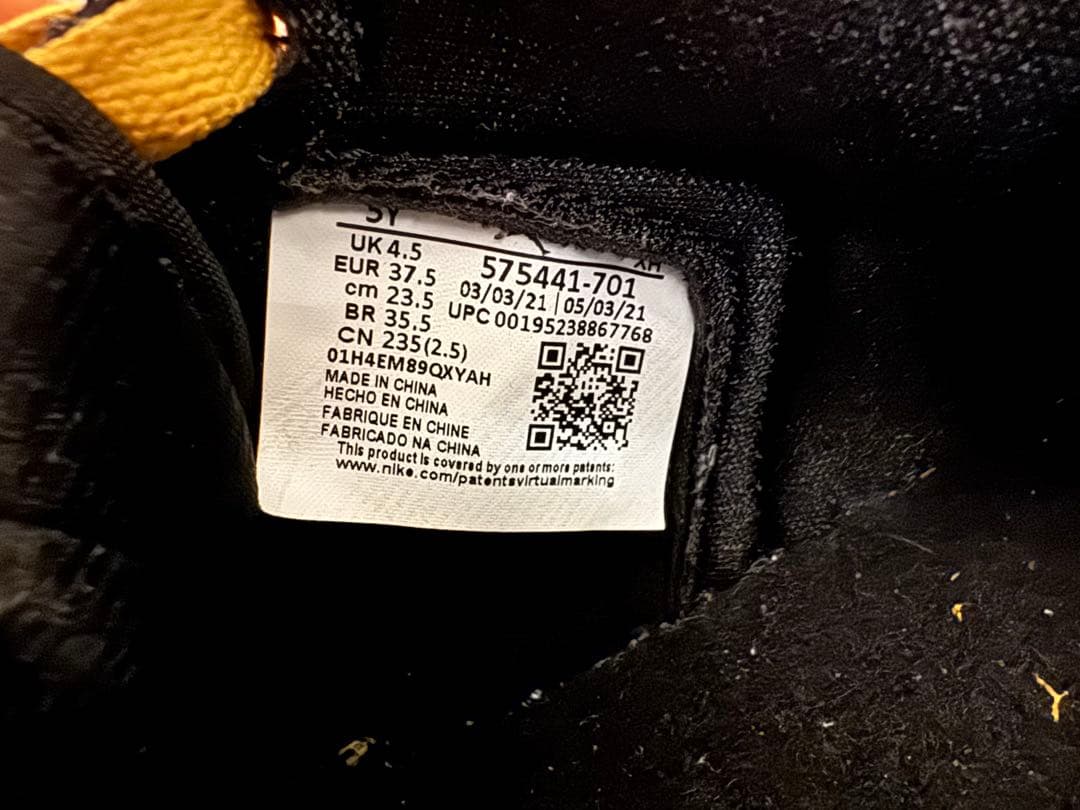 5Y
XH
UK 4.5
EUR 37.5
cm 23.5
BR 35.5
CN 235(2.5)
575441-701
03/03/21 | 05/03/21
UPC 00195238867768
01H4EM89QXYAH
MADE IN CHINA
HECHO EN CHINA
FABRIQUE EN CHINE
FABRICADO NA CHINA
This product is covered by one or more patents:
www.nike.com/patentsvirtualmarking